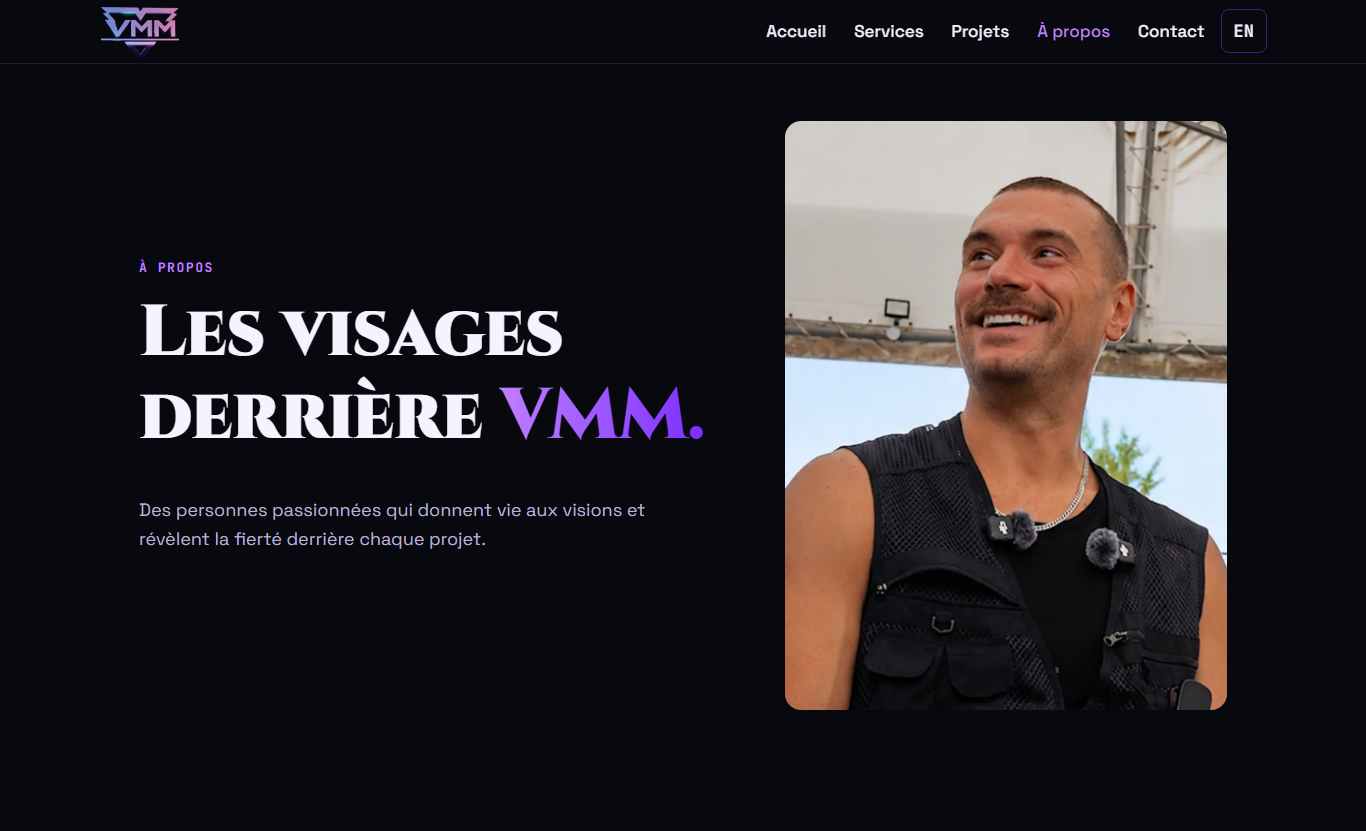 VMM
Accueil Services Projets À propos Contact EN
À PROPOS
Les visages
derrière VMM.
Des personnes passionnées qui donnent vie aux visions et
révèlent la fierté derrière chaque projet.